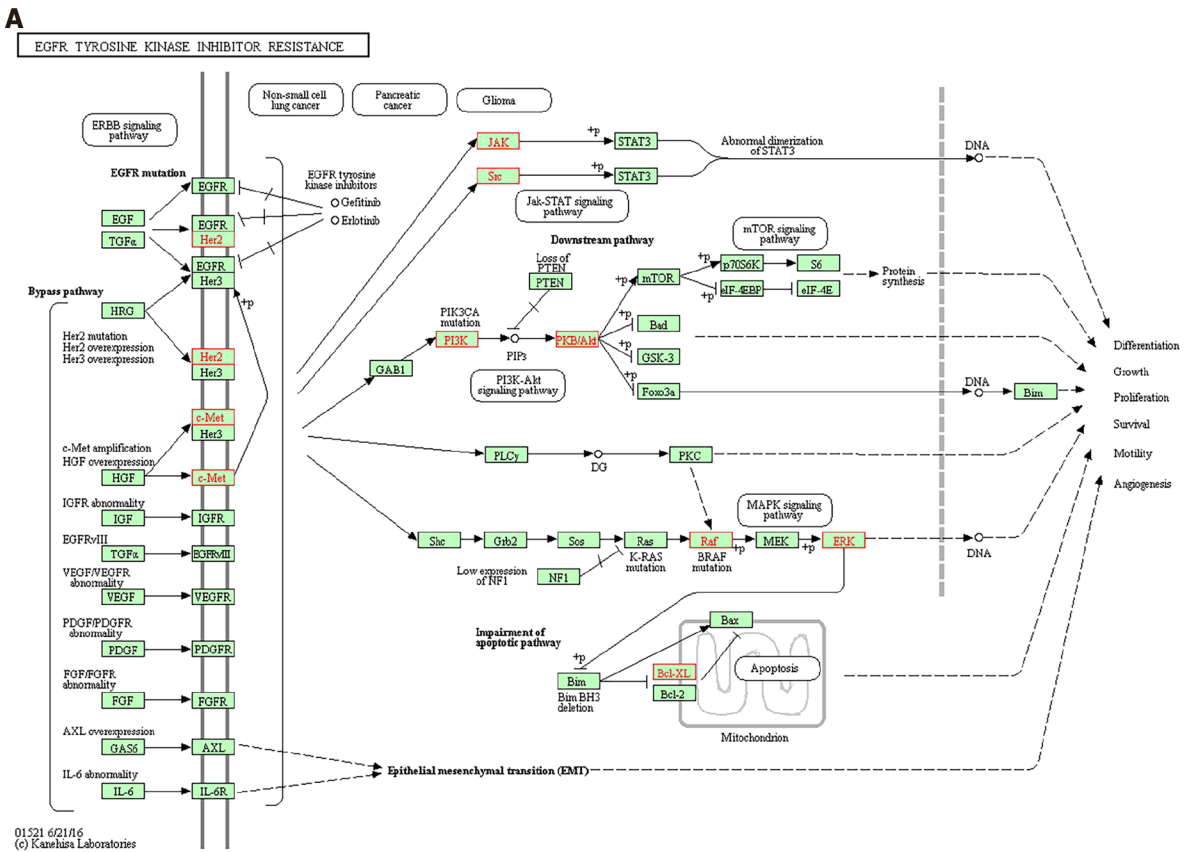 A
EGFR TYROSINE KINASE INHIBITOR RESISTANCE
Non-small cell
lung cancer
Pancreatic
cancer
Glioma
ERBB signaling
pathway
EGFR mutation
EGFR
EGF
TGFα
EGFR
Her2
EGFR
Her3
EGFR tyrosine
kinase inhibitors
Gefitinib
Erlotinib
JAK
+p
STAT3
Src
+p
STAT3
Abnormal dimerization
of STAT3
DNA
Jak-STAT signaling
pathway
Downstream pathway
mTOR signaling
pathway
Bypass pathway
HRG
+p
Her2 mutation
Her2 overexpression
Her3 overexpression
Her2
Her3
Loss of
PTEN
PTEN
PIK3CA
mutation
PI3K
PIP3
PKB/Akt
+p
mTOR
+p
p70S6K
S6
+p
eIF-4EBP
eIF-4E
Protein
synthesis
+p
Bad
+p
GSK-3
+p
Foxo3a
DNA
Bim
GAB1
PI3K-Akt
signaling pathway
Differentiation
Growth
Proliferation
Survival
Motility
Angiogenesis
c-Met
Her3
c-Met amplification
HGF overexpression
HGF
c-Met
PLCγ
DG
PKC
IGFR abnormality
IGF
IGFR
MAPK signaling
pathway
Shc
Grb2
Sos
Ras
Raf
+p
MEK
+p
ERK
DNA
K-RAS
mutation
BRAF
mutation
Low expression
of NF1
NF1
EGFRvIII
TGFα
EGFRvIII
VEGF/VEGFR
abnormality
VEGF
VEGFR
PDGF/PDGFR
abnormality
PDGF
PDGFR
Impairment of
apoptotic pathway
+p
Bim
Bim BH3
deletion
Bax
Bcl-XL
Bcl-2
Apoptosis
Mitochondrion
FGF/FGFR
abnormality
FGF
FGFR
AXL overexpression
GAS6
AXL
Epithelial mesenchymal transition (EMT)
IL-6 abnormality
IL-6
IL-6R
01521 6/21/16
(c) Kanehisa Laboratories